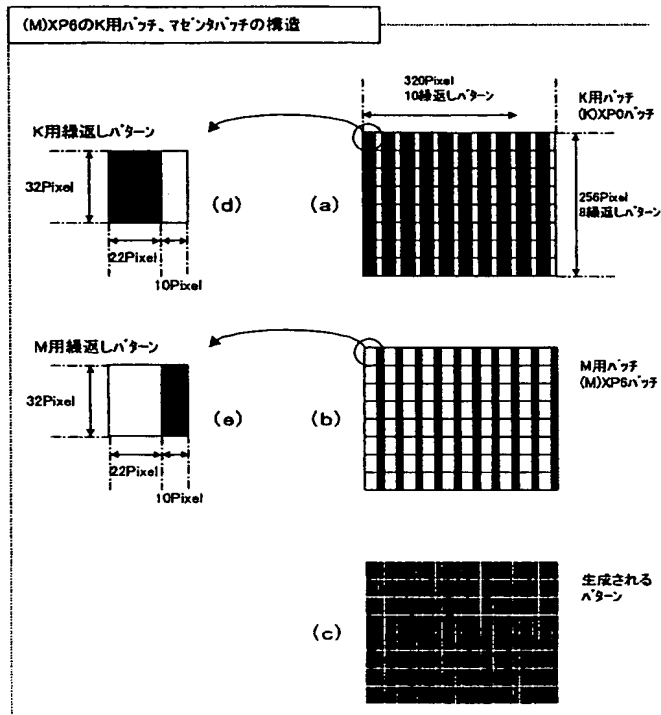 (M)XP6のK用パッチ、マゼンタパッチの構造
320Pixel
10繰返しパターン
K用パッチ
(K)XP0パッチ
K用繰返しパターン
32Pixel
(d)
(a)
256Pixel
8繰返しパターン
22Pixel
10Pixel
M用繰返しパターン
M用パッチ
(M)XP6パッチ
32Pixel
(e)
(b)
22Pixel
10Pixel
生成される
パターン
(c)